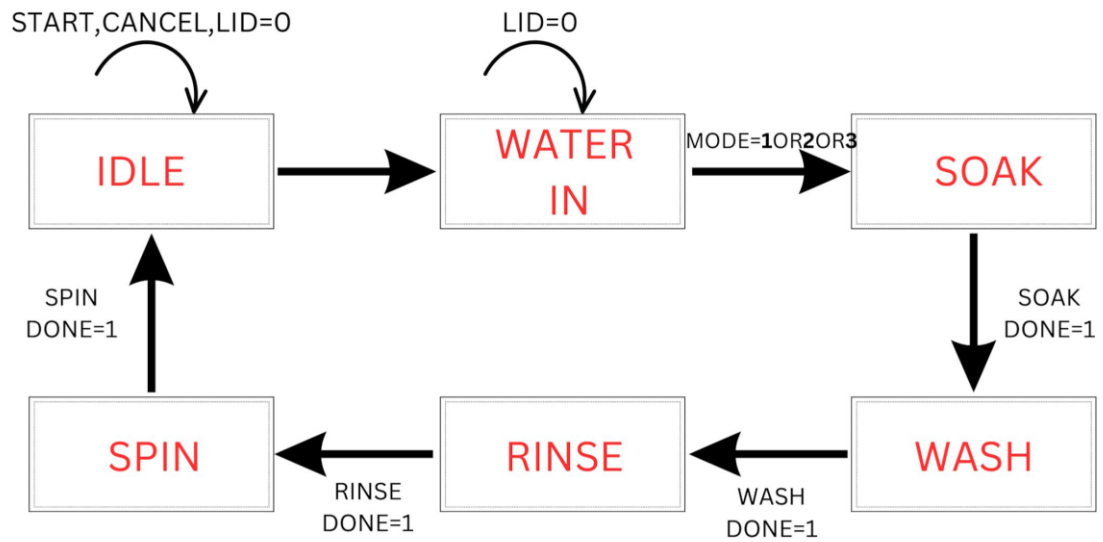 START,CANCEL,LID=0
LID=0
IDLE
WATER
IN
MODE=1OR2OR3
SOAK
SPIN
DONE=1
SOAK
DONE=1
SPIN
RINSE
WASH
RINSE
DONE=1
WASH
DONE=1